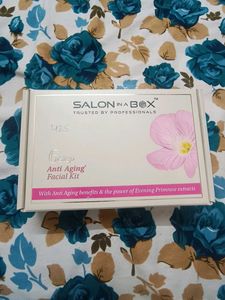 SALON IN A BOX™
TRUSTED BY PROFESSIONALS
Anti Aging
Facial Kit
With Anti Aging benefits & the power of Evening Primrose extracts